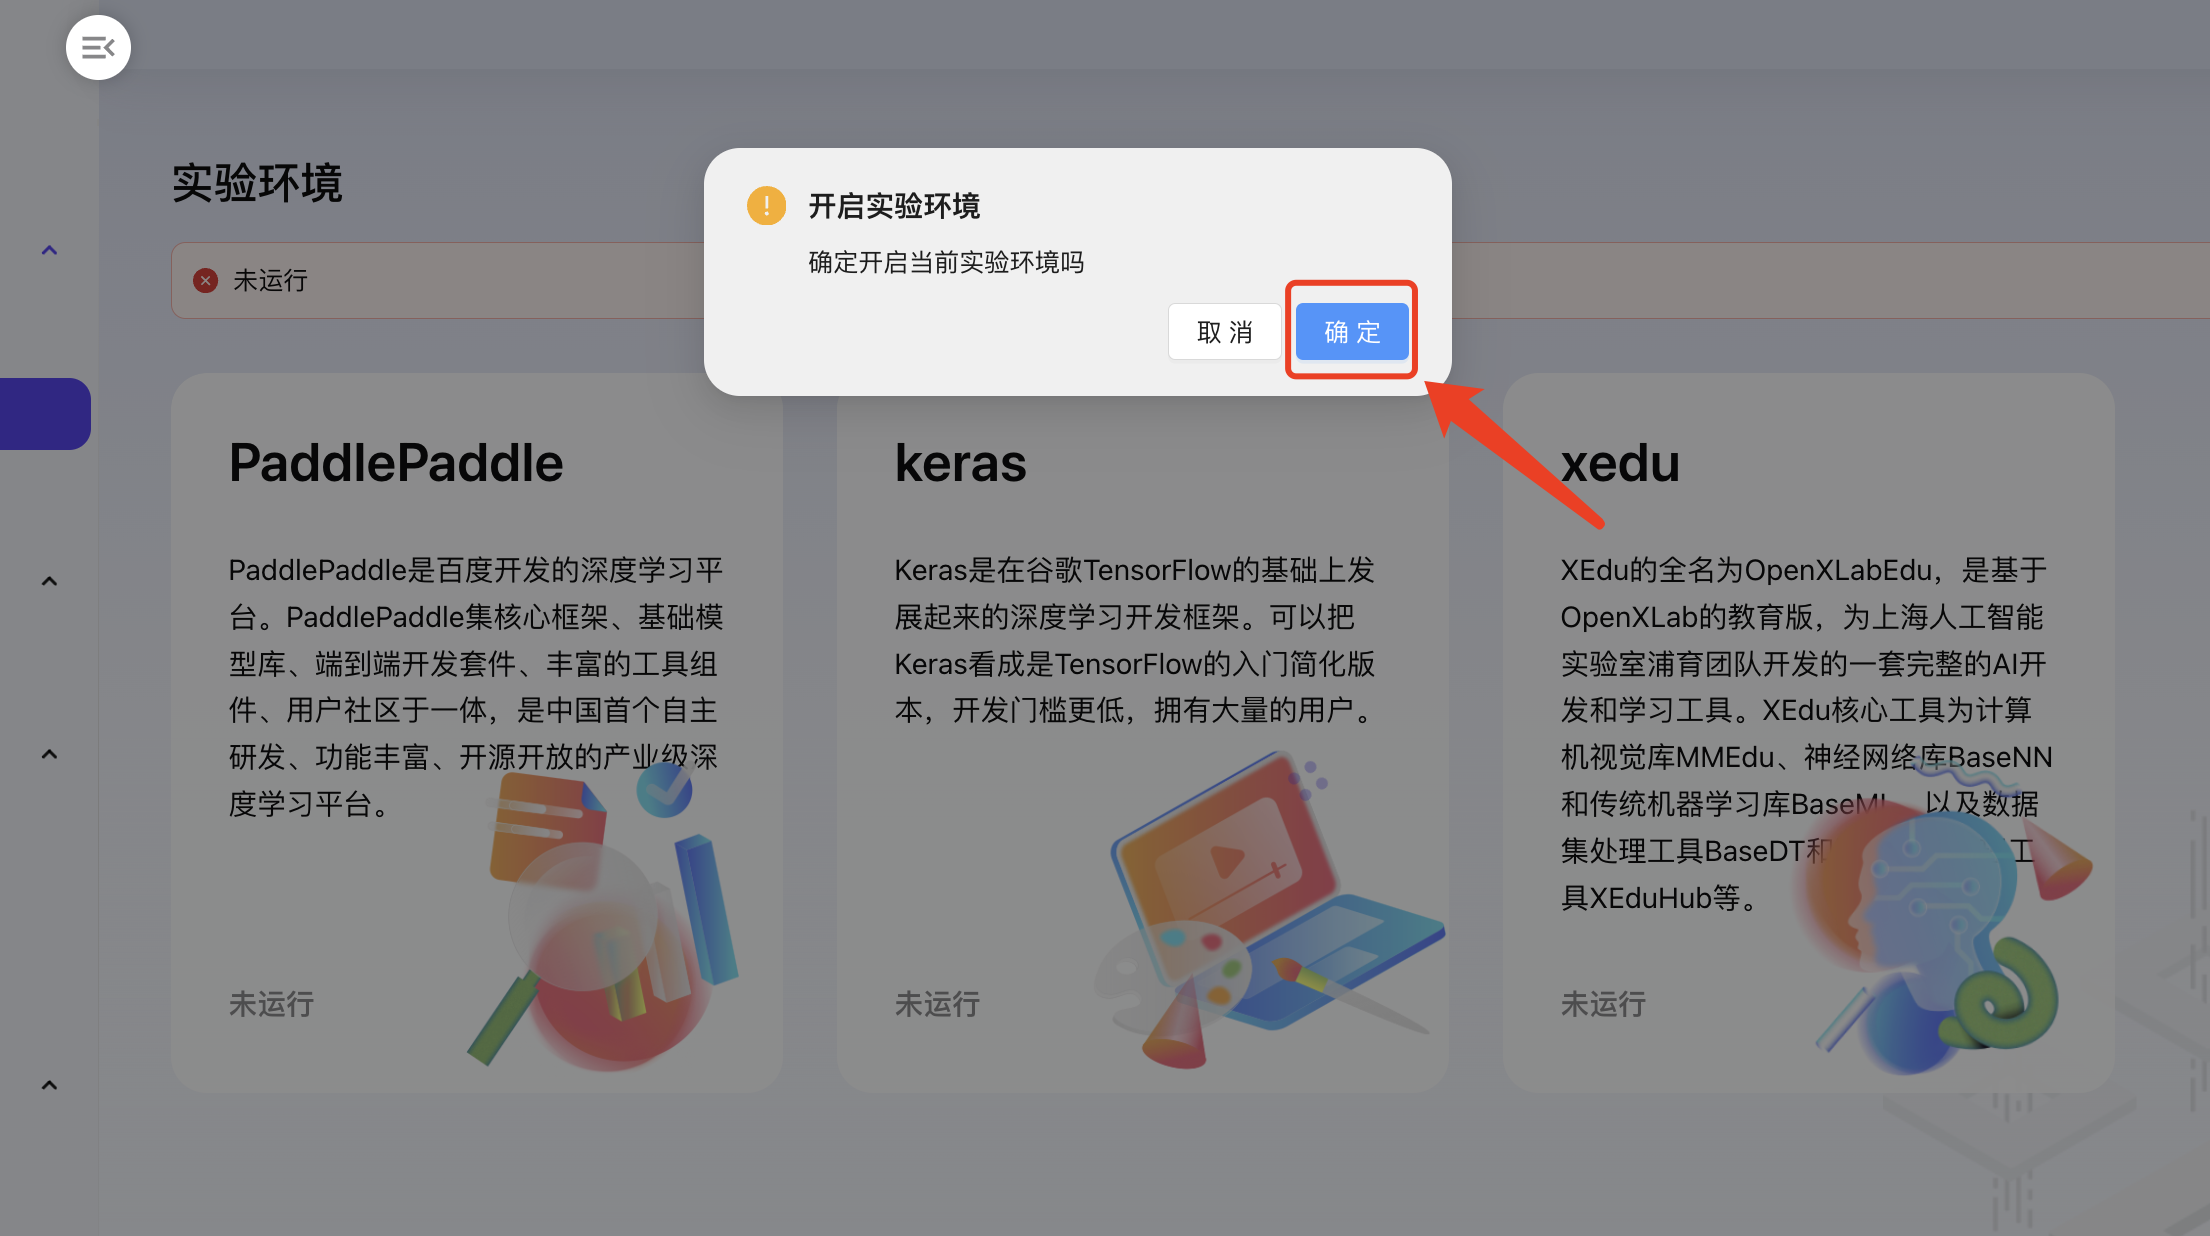 实验环境
未运行
开启实验环境
确定开启当前实验环境吗
取 消
确 定
PaddlePaddle
PaddlePaddle是百度开发的深度学习平
台。PaddlePaddle集核心框架、基础模
型库、端到端开发套件、丰富的工具组
件、用户社区于一体，是中国首个自主
研发、功能丰富、开源开放的产业级深
度学习平台。
未运行
keras
Keras是在谷歌TensorFlow的基础上发
展起来的深度学习开发框架。可以把
Keras看成是TensorFlow的入门简化版
本，开发门槛更低，拥有大量的用户。
未运行
xedu
XEdu的全名为OpenXLabEdu，是基于
OpenXLab的教育版，为上海人工智能
实验室浦育团队开发的一套完整的AI开
发和学习工具。XEdu核心工具为计算
机视觉库MMEdu、神经网络库BaseNN
和传统机器学习库BaseML，以及数据
集处理工具BaseDT和 工
具XEduHub等。
未运行